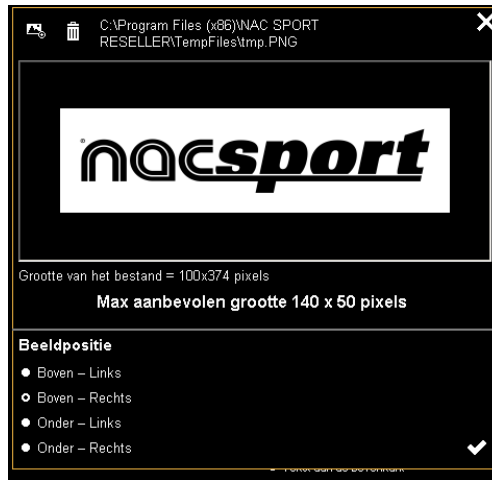 C:\Program Files (x86)\NAC SPORT
RESELLER\TempFiles\tmp.PNG
nacsport
Grootte van het bestand = 100x374 pixels
Max aanbevolen grootte 140 x 50 pixels
Beeldpositie
Boven – Links
Boven – Rechts
Onder – Links
Onder – Rechts